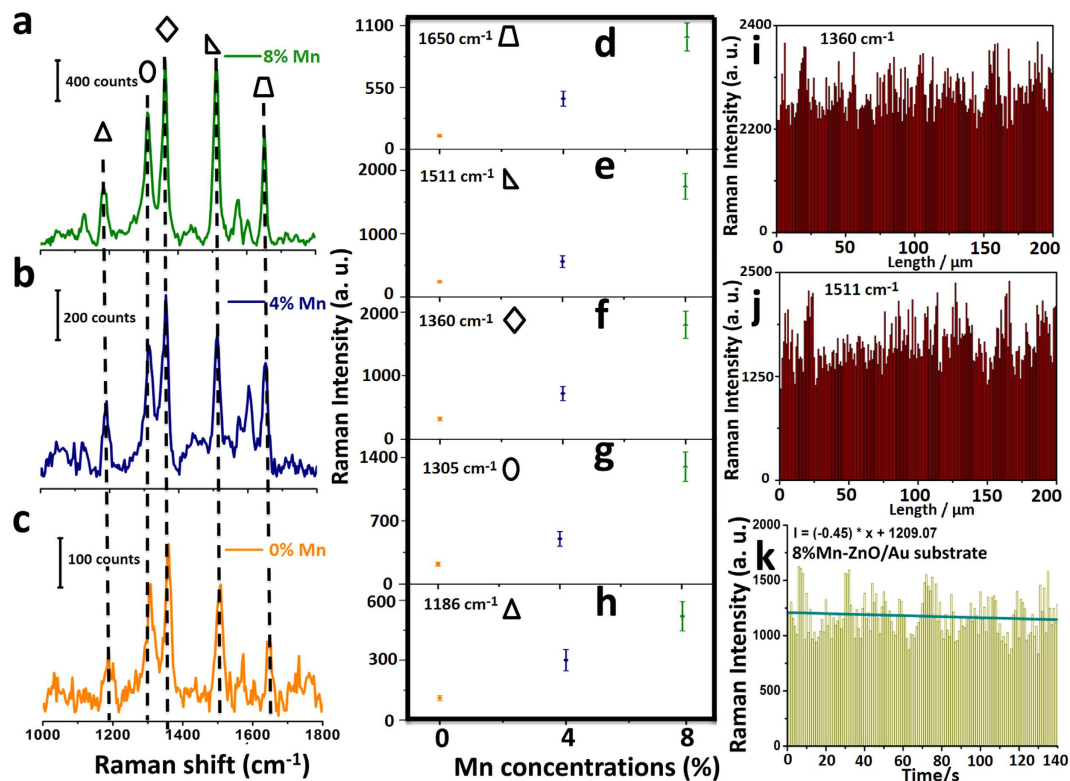 a
400 counts
8% Mn
b
200 counts
4% Mn
c
100 counts
0% Mn
1000 1200 1400 1600 1800
Raman shift (cm-1)
Raman Intensity (a. u.)
1650 cm-1
d
1100
550
0
1511 cm-1
e
2000
1000
0
1360 cm-1
f
2000
1000
0
1305 cm-1
g
1400
700
0
1186 cm-1
h
600
300
0
0 4 8
Mn concentrations (%)
1360 cm-1
i
Raman Intensity (a. u.)
2400
2200
0
0 50 100 150 200
Length / μm
1511 cm-1
j
Raman Intensity (a. u.)
2500
1250
0
0 50 100 150 200
Length / μm
k
I = (-0.45) * x + 1209.07
8%Mn-ZnO/Au substrate
Raman Intensity (a. u.)
2000
1500
1000
500
0
0 20 40 60 80 100 120 140
Time/s